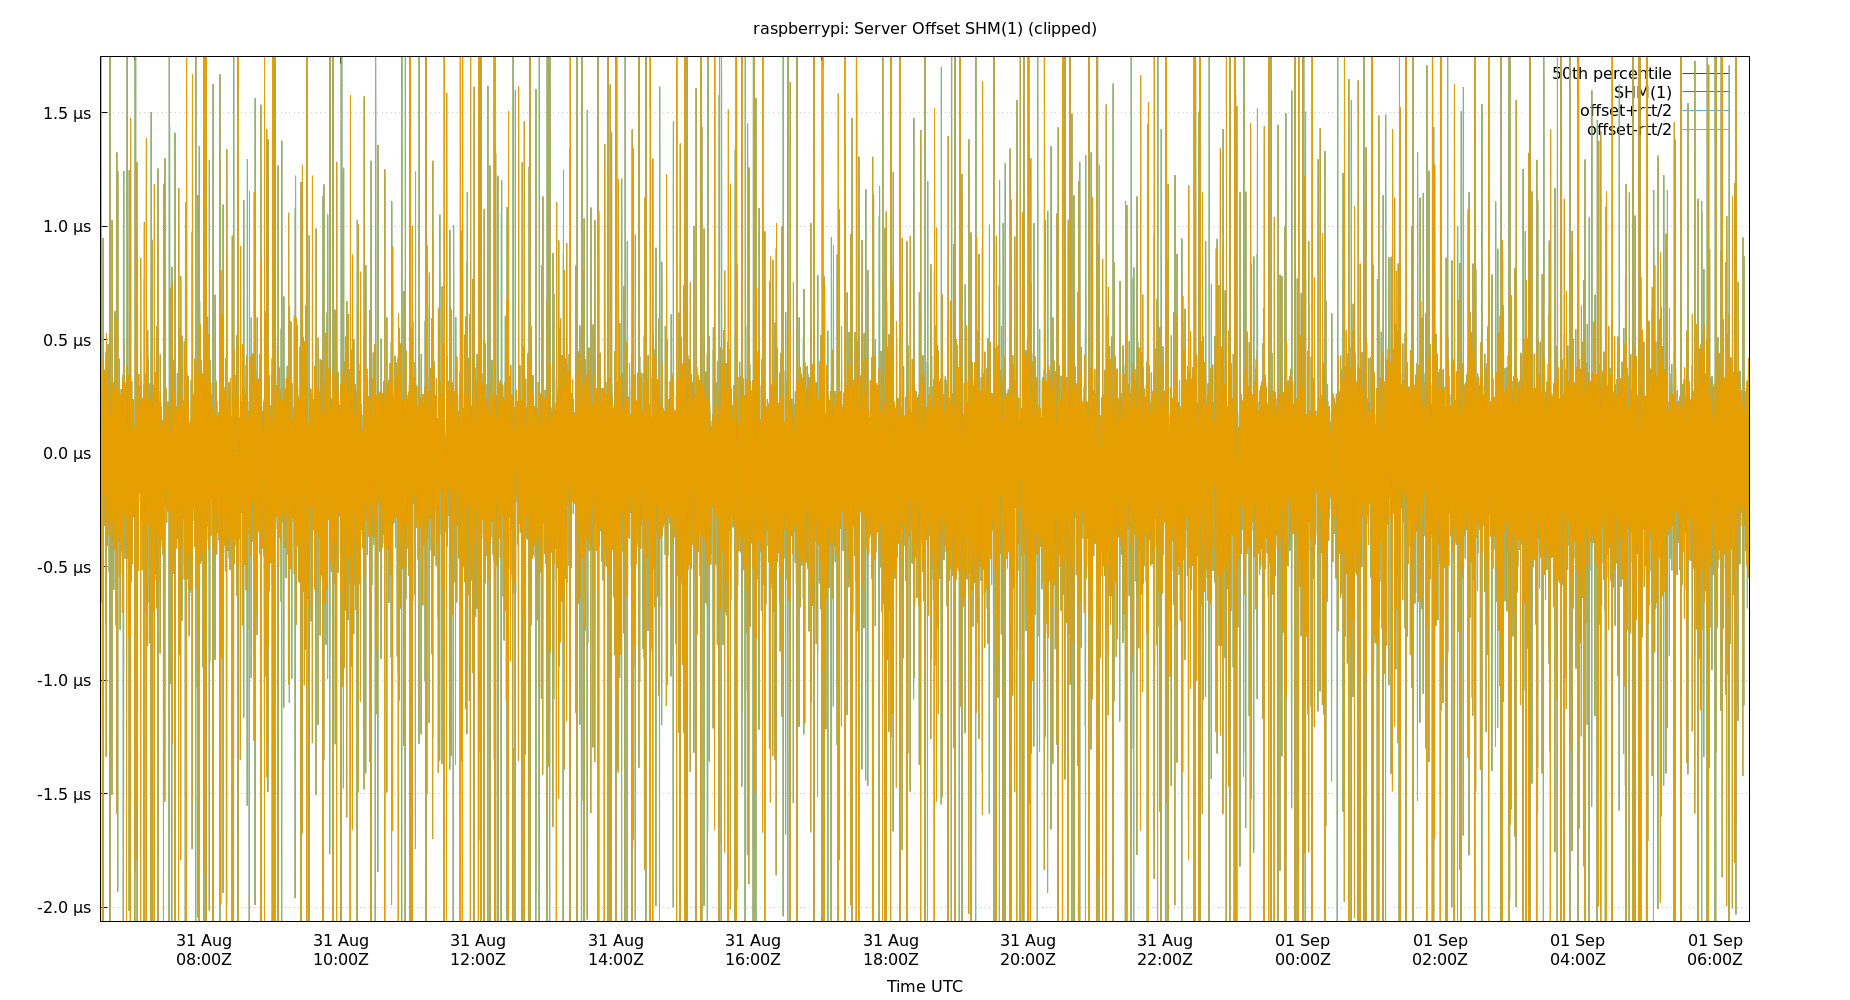 raspberrypi: Server Offset SHM(1) (clipped)
50th percentile
SHM(1)
offset+rtt/2
offset-rtt/2
1.5 µs
1.0 µs
0.5 µs
0.0 µs
-0.5 µs
-1.0 µs
-1.5 µs
-2.0 µs
31 Aug 31 Aug 31 Aug 31 Aug 31 Aug 31 Aug 31 Aug 31 Aug 01 Sep 01 Sep 01 Sep 01 Sep
08:00Z 10:00Z 12:00Z 14:00Z 16:00Z 18:00Z 20:00Z 22:00Z 00:00Z 02:00Z 04:00Z 06:00Z
Time UTC